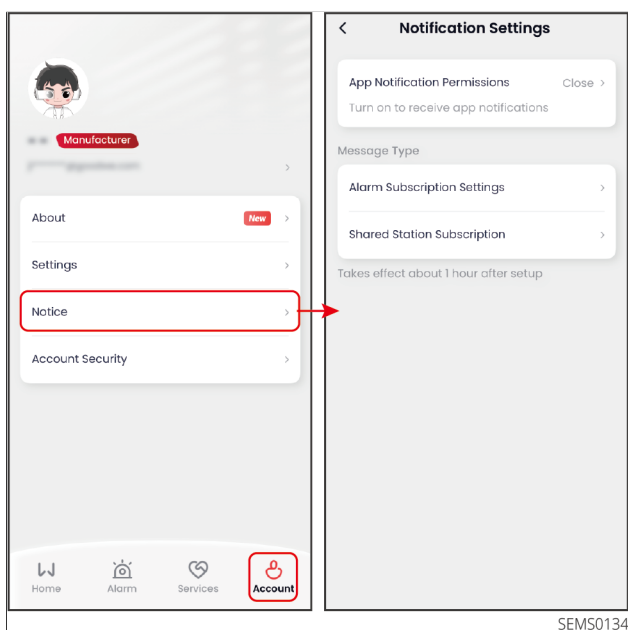 Manufacturer
About
New
Settings
Notice
Account Security
Home
Alarm
Services
Account
Notification Settings
App Notification Permissions
Close
Turn on to receive app notifications
Message Type
Alarm Subscription Settings
Shared Station Subscription
Takes effect about 1 hour after setup
SEMS0134